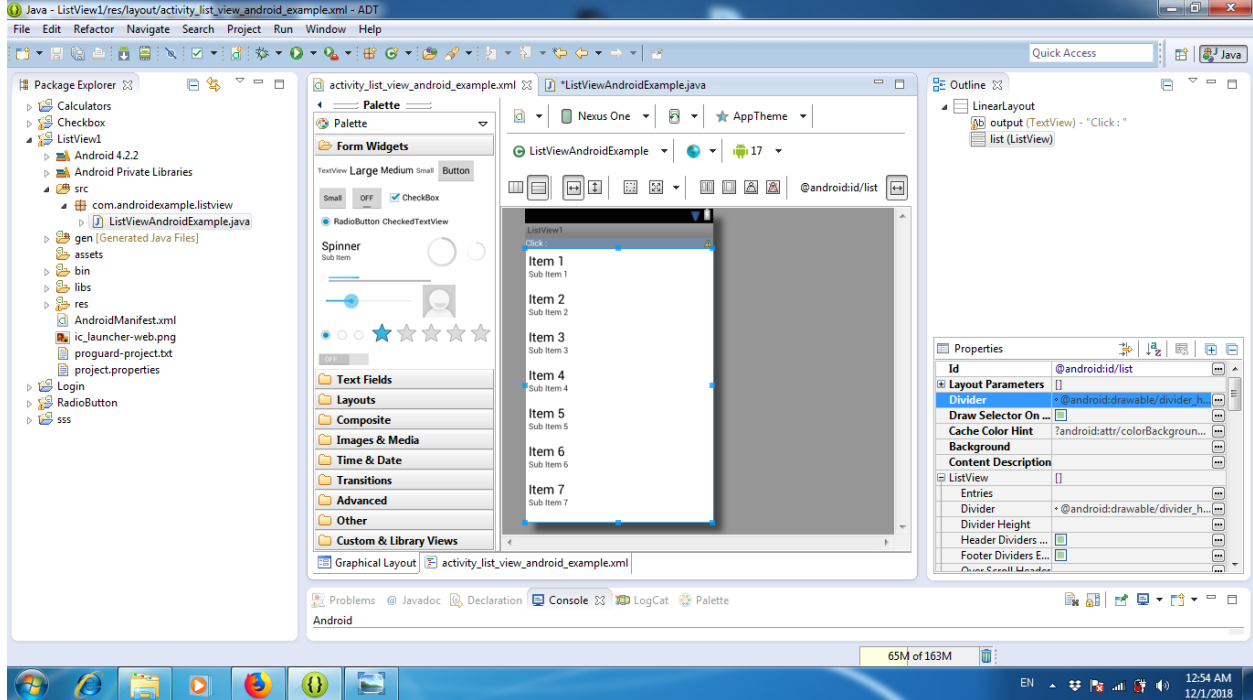 Java - ListView1/res/layout/activity_list_view_android_example.xml - ADT
File Edit Refactor Navigate Search Project Run Window Help
Quick Access
Java
Package Explorer
Calculators
Checkbox
ListView1
Android 4.2.2
Android Private Libraries
src
com.androidexample.listview
ListViewAndroidExample.java
gen [Generated Java Files]
assets
bin
libs
res
AndroidManifest.xml
ic_launcher-web.png
proguard-project.txt
project.properties
Login
RadioButton
sss
activity_list_view_android_example.xml
*ListViewAndroidExample.java
Palette
Palette
Form Widgets
TextView Large Medium Small Button
Small OFF CheckBox
RadioButton CheckedTextView
Spinner
Sub Item
OFF
Text Fields
Layouts
Composite
Images & Media
Time & Date
Transitions
Advanced
Other
Custom & Library Views
Nexus One
AppTheme
ListViewAndroidExample
17
@android:id/list
ListView1
Click :
Item 1
Sub Item 1
Item 2
Sub Item 2
Item 3
Sub Item 3
Item 4
Sub Item 4
Item 5
Sub Item 5
Item 6
Sub Item 6
Item 7
Sub Item 7
Graphical Layout
activity_list_view_android_example.xml
Outline
LinearLayout
Ab output (TextView) - "Click : "
list (ListView)
Properties
Id @android:id/list
Layout Parameters []
Divider @android:drawable/divider_h...
Draw Selector On ...
Cache Color Hint ?android:attr/colorBackgroun...
Background
Content Description
ListView []
Entries
Divider @android:drawable/divider_h...
Divider Height
Header Dividers ...
Footer Dividers E...
Over Scroll Header
Problems @ Javadoc Declaration Console LogCat Palette
Android
65M of 163M
EN
12:54 AM
12/1/2018